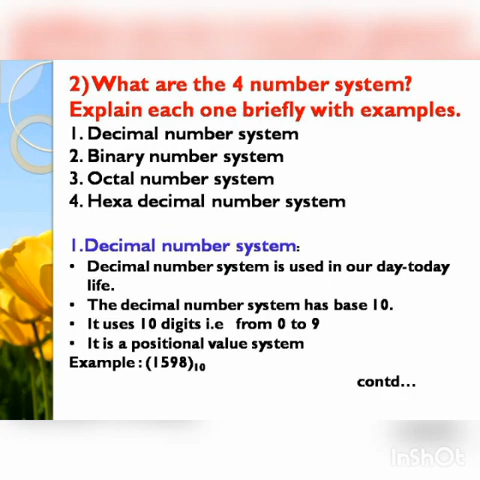 2)What are the 4 number system?
Explain each one briefly with examples.
1. Decimal number system
2. Binary number system
3. Octal number system
4. Hexa decimal number system
1.Decimal number system:
• Decimal number system is used in our day-today
life.
• The decimal number system has base 10.
• It uses 10 digits i.e from 0 to 9
• It is a positional value system
Example : (1598)₁₀
contd...
InShOt